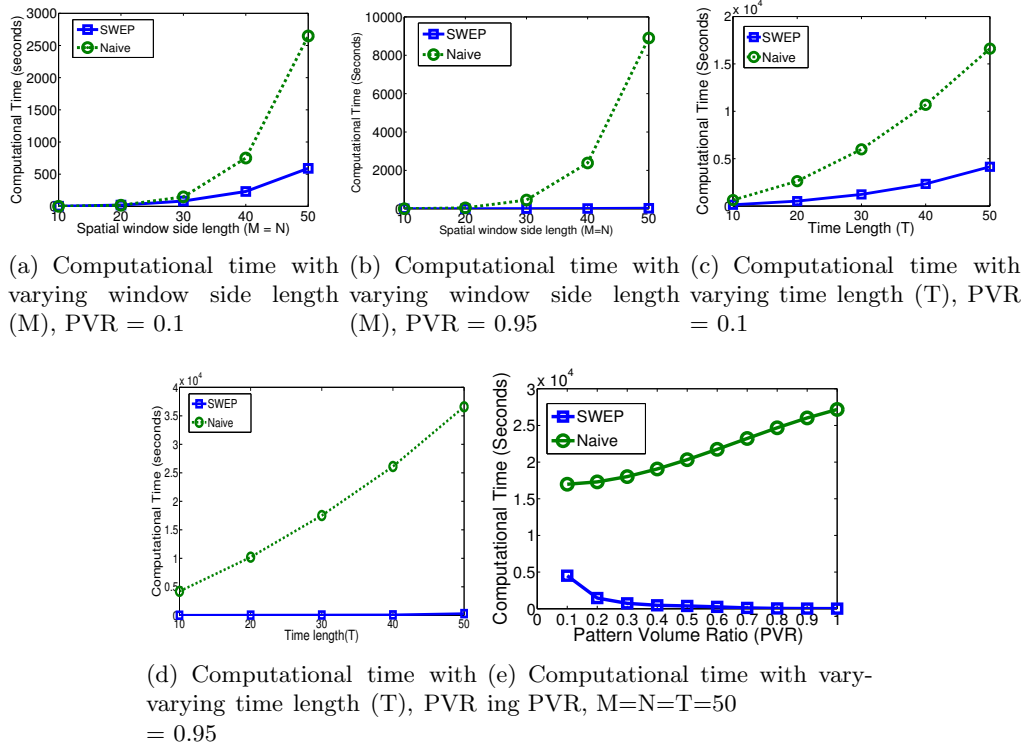 3000
2500
2000
1500
1000
500
0
10 20 30 40 50
Computational Time (seconds)
Spatial window side length (M = N)
SWEP
Naive
10000
8000
6000
4000
2000
0
10 20 30 40 50
Computational Time (Seconds)
Spatial window side length (M=N)
SWEP
Naive
2 x 10^4
1.5
1
0.5
0
10 20 30 40 50
Computational Time (Seconds)
Time Length (T)
SWEP
Naive
(a) Computational time with varying window side length (M), PVR = 0.1
(b) Computational time with varying window side length (M), PVR = 0.95
(c) Computational time with varying time length (T), PVR = 0.1
x 10^4
4k
3.5k
3k
2.5k
2k
1.5k
1k
0.5
10 20 30 40 50
Computational Time (seconds)
Time length(T)
SWEP
Naive
3 x 10^4
2.5
2
1.5
1
0.5
0
0 0.1 0.2 0.3 0.4 0.5 0.6 0.7 0.8 0.9 1
Computational Time (Seconds)
Pattern Volume Ratio (PVR)
SWEP
Naive
(d) Computational time with varying time length (T), PVR = 0.95
(e) Computational time with vary-
ing PVR, M=N=T=50